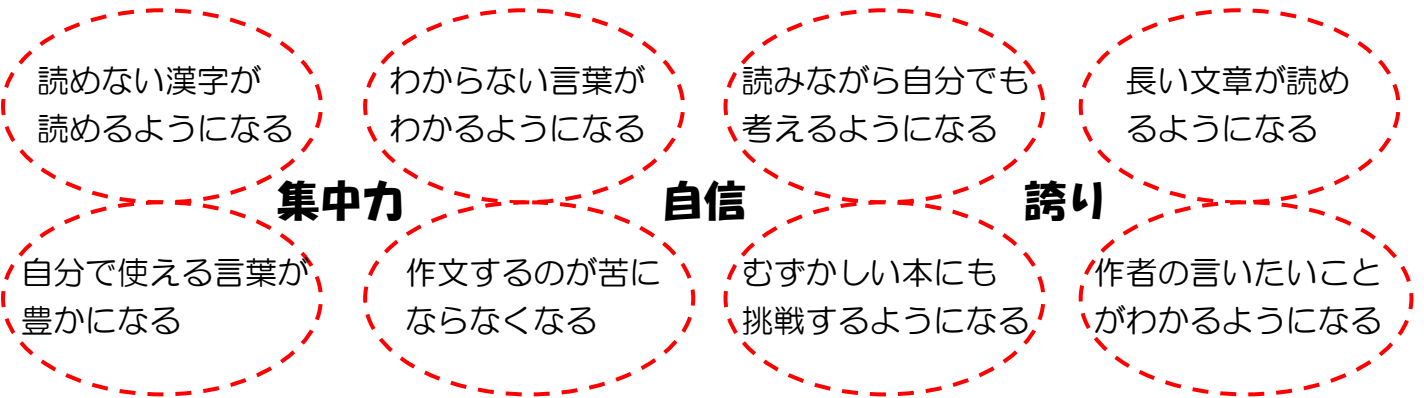 読めない漢字が
読めるようになる
わからない言葉が
わかるようになる
読みながら自分でも
考えるようになる
長い文章が読め
るようになる
集中力
自信
誇り
自分で使える言葉が
豊かになる
作文するのが苦に
ならなくなる
むずかしい本にも
挑戦するようになる
作者の言いたいこと
がわかるようになる